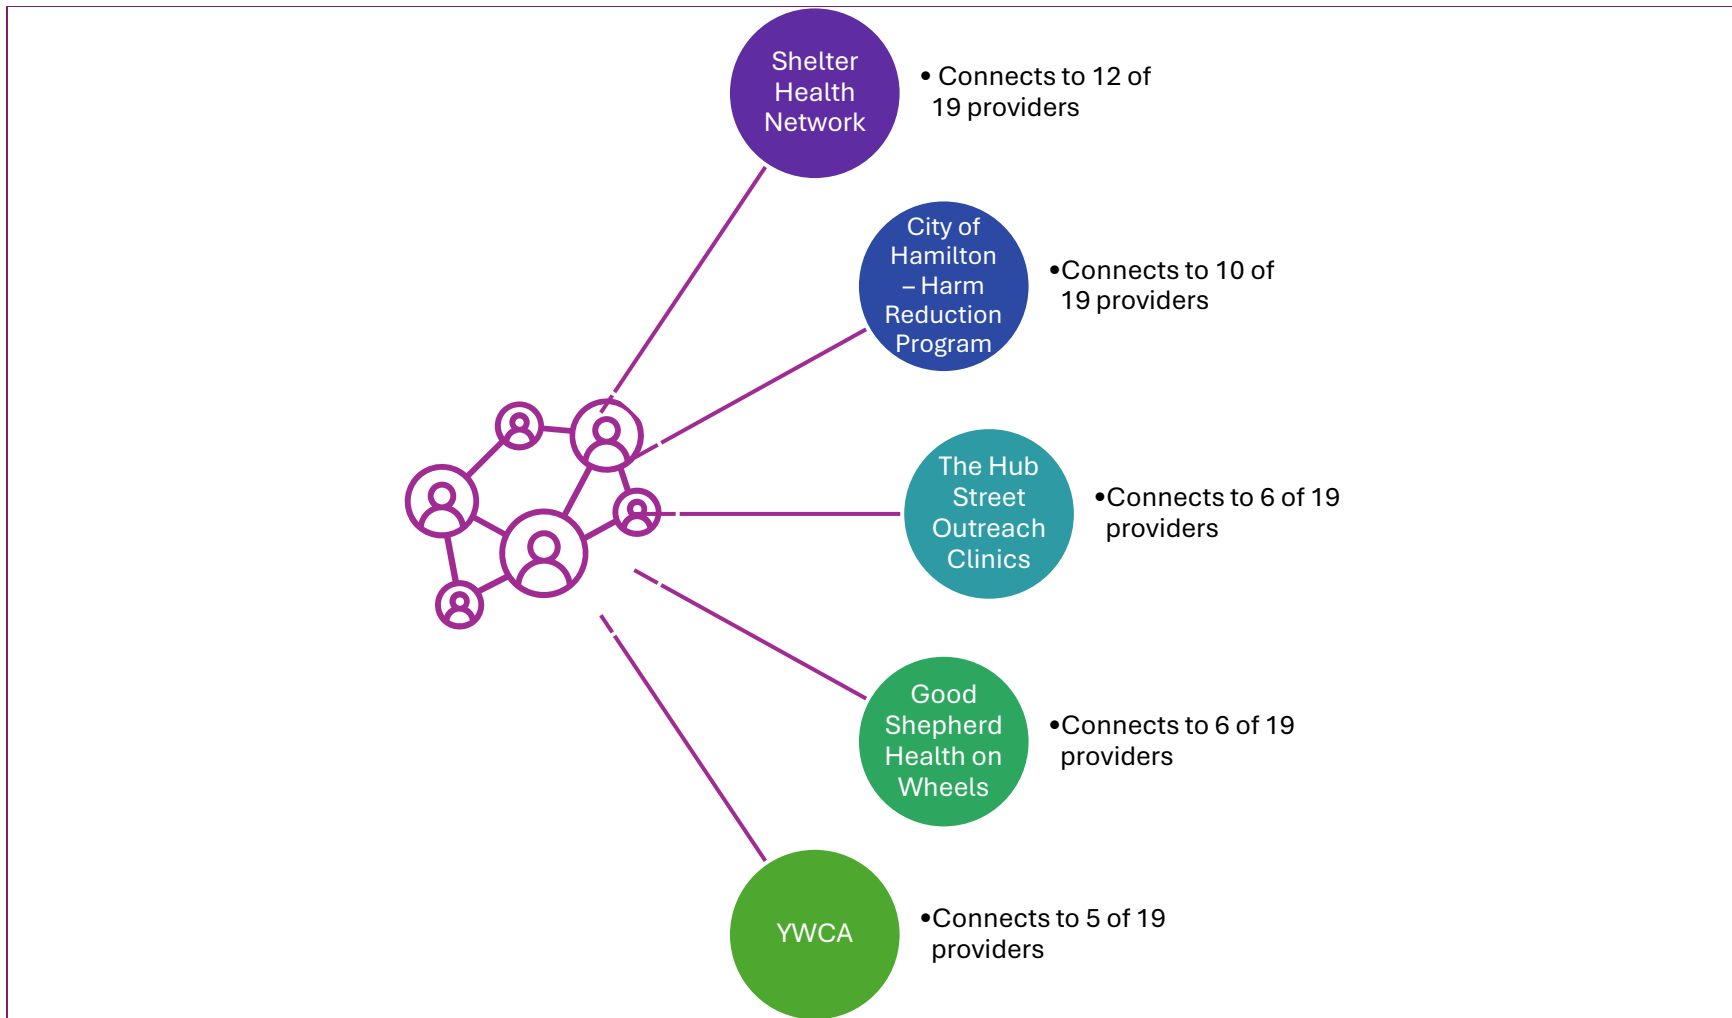 Shelter
Health
Network
• Connects to 12 of
19 providers
City of
Hamilton
– Harm
Reduction
Program
•Connects to 10 of
19 providers
The Hub
Street
Outreach
Clinics
•Connects to 6 of 19
providers
Good
Shepherd
Health on
Wheels
•Connects to 6 of 19
providers
YWCA
•Connects to 5 of 19
providers